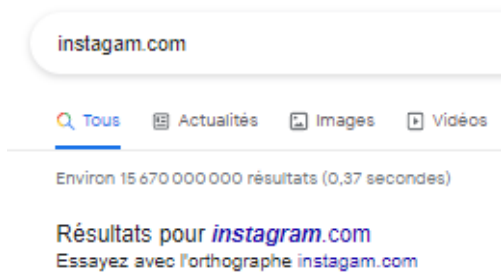 instagam.com
Tous Actualités Images Vidéos
Environ 15 670 000 000 résultats (0,37 secondes)
Résultats pour instagram.com
Essayez avec l'orthographe instagam.com